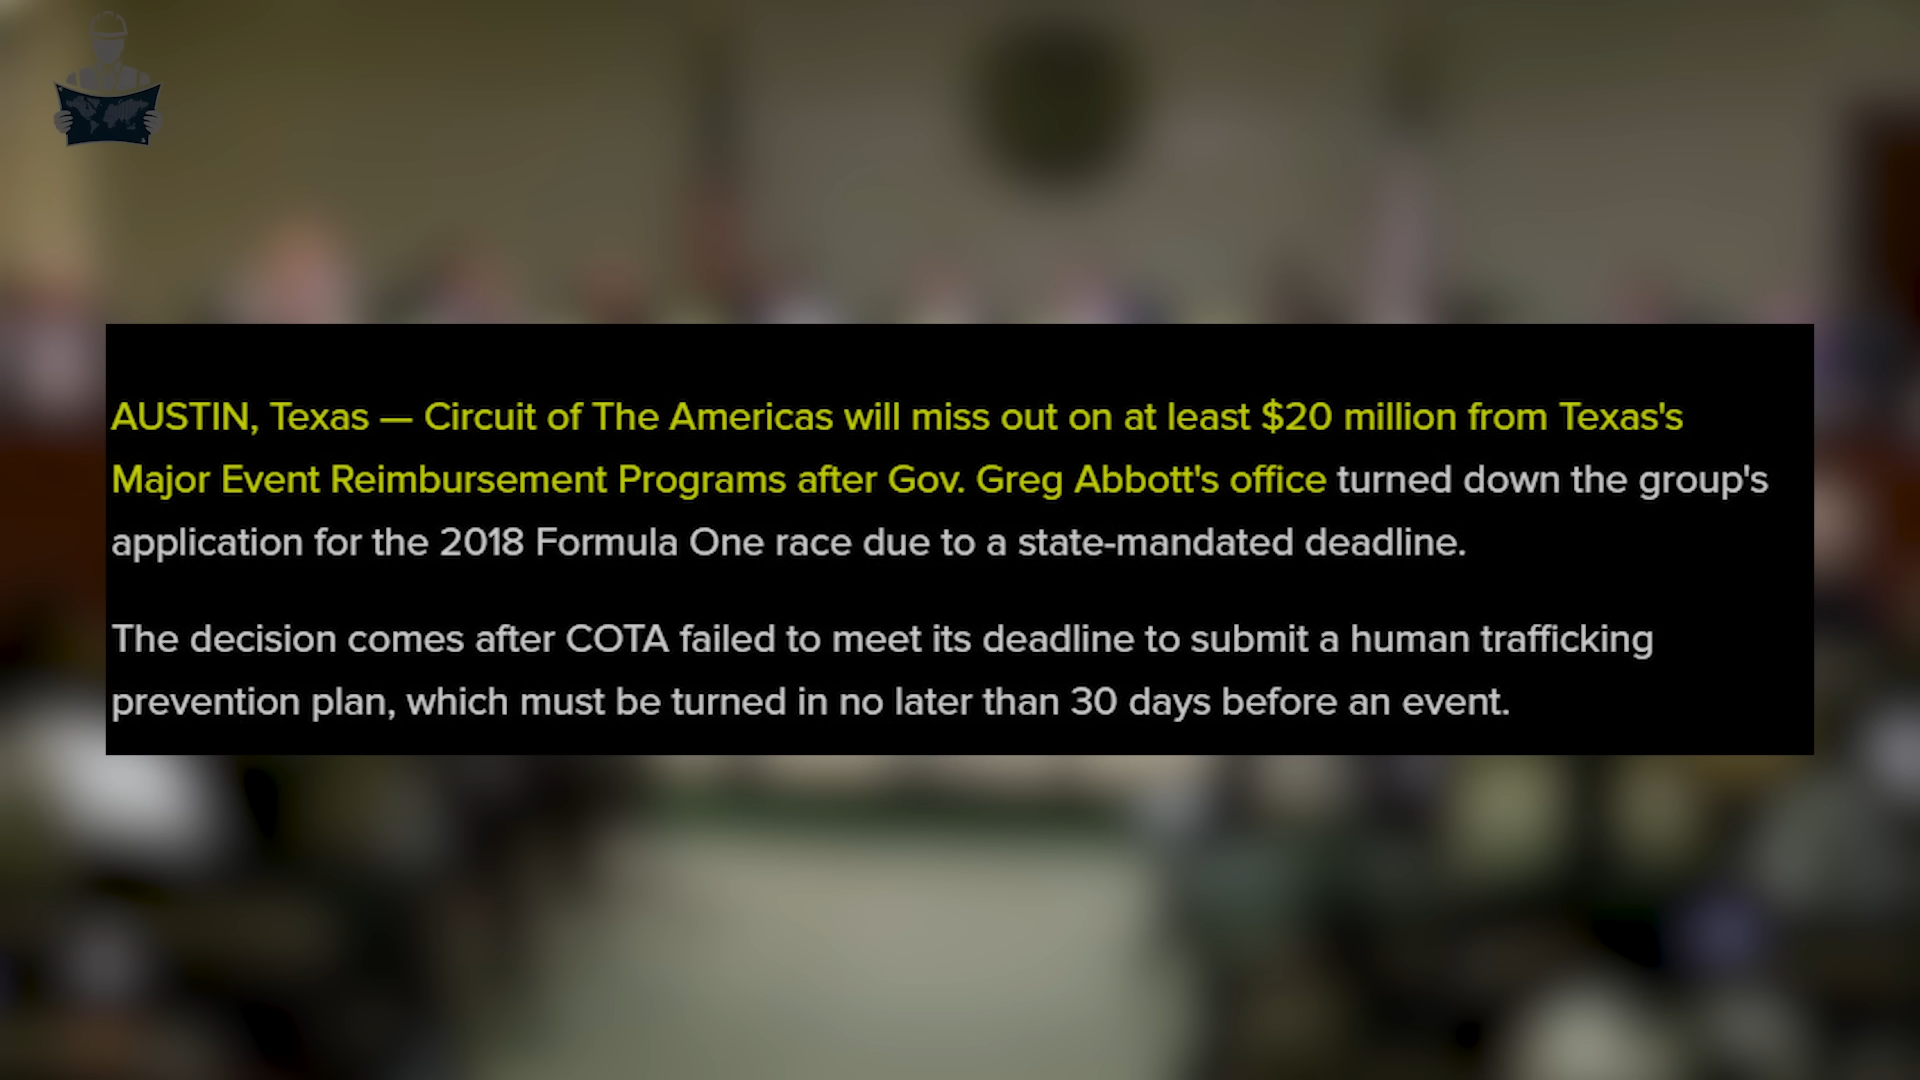 AUSTIN, Texas — Circuit of The Americas will miss out on at least $20 million from Texas's
Major Event Reimbursement Programs after Gov. Greg Abbott's office turned down the group's
application for the 2018 Formula One race due to a state-mandated deadline.
The decision comes after COTA failed to meet its deadline to submit a human trafficking
prevention plan, which must be turned in no later than 30 days before an event.